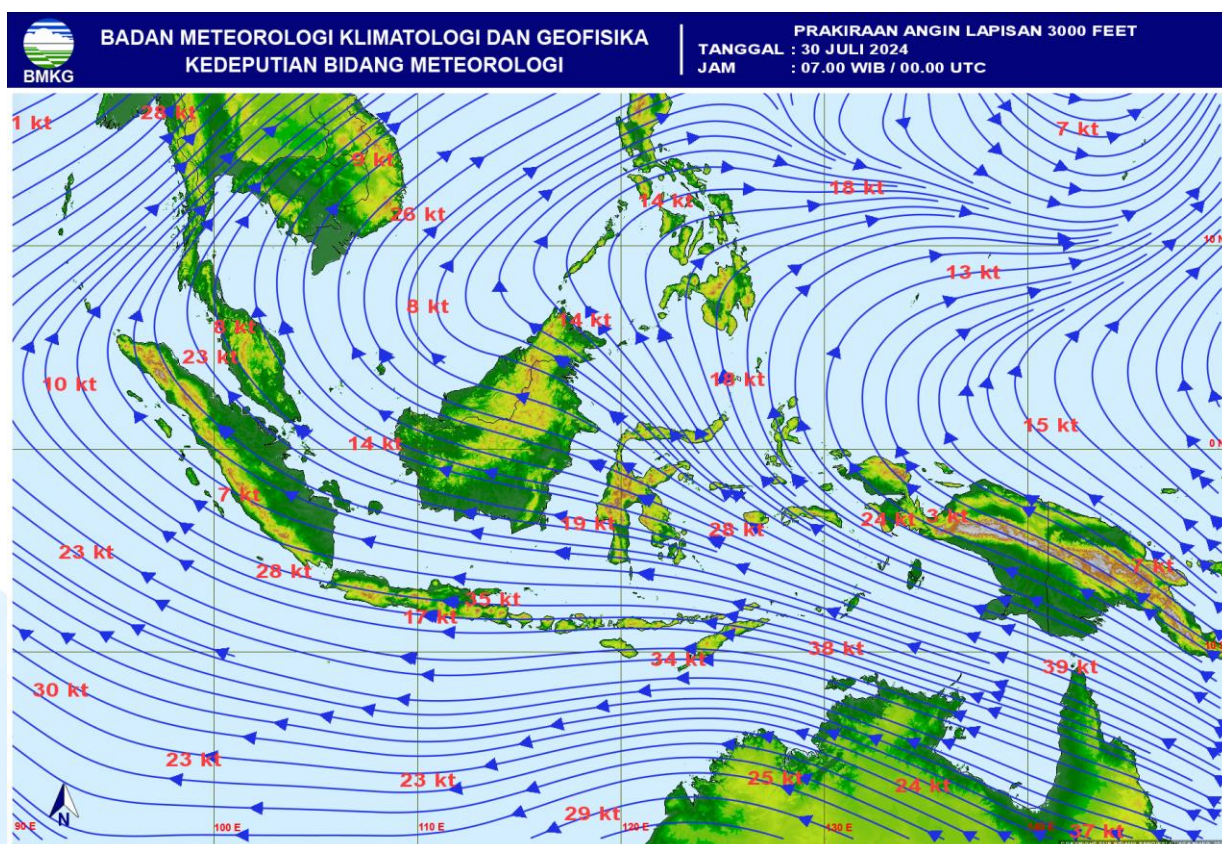 BMKG
BADAN METEOROLOGI KLIMATOLOGI DAN GEOFISIKA
KEDEPUTIAN BIDANG METEOROLOGI
PRAKIRAAN ANGIN LAPISAN 3000 FEET
TANGGAL : 30 JULI 2024
JAM : 07.00 WIB / 00.00 UTC
1 kt
28 kt
7 kt
9 kt
18 kt
14 kt
26 kt
10 N
13 kt
8 kt
8 kt
14 kt
23 kt
10 kt
18 kt
15 kt
14 kt
0 N
7 kt
19 kt
28 kt
24 kt
3 kt
23 kt
28 kt
7 kt
15 kt
17 kt
34 kt
38 kt
39 kt
30 kt
23 kt
23 kt
25 kt
24 kt
29 kt
37 kt
N
90 E
100 E
110 E
120 E
130 E